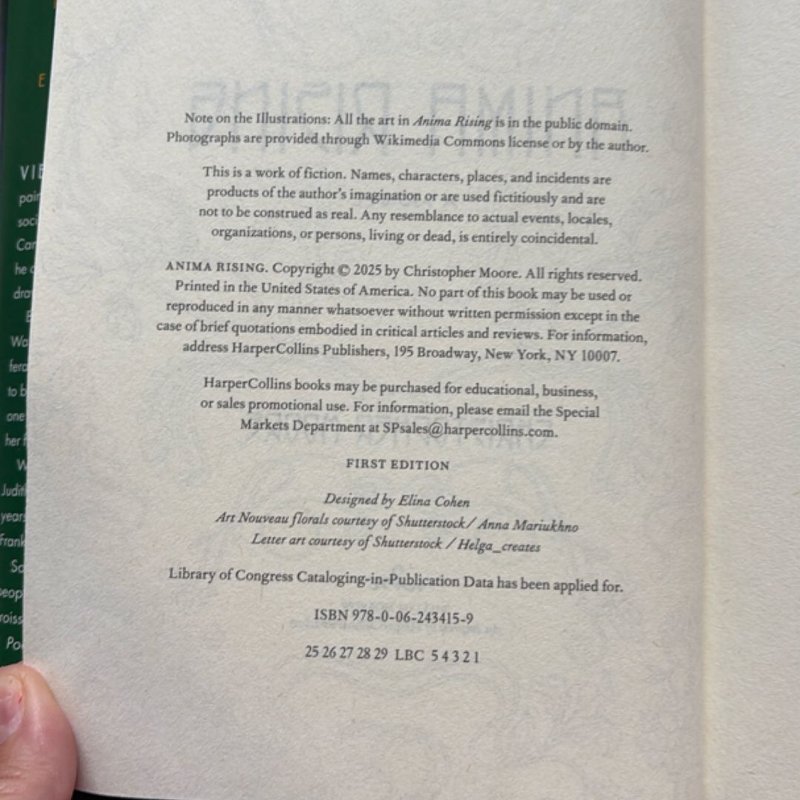 Note on the Illustrations: All the art in Anima Rising is in the public domain.
Photographs are provided through Wikimedia Commons license or by the author.
This is a work of fiction. Names, characters, places, and incidents are
products of the author's imagination or are used fictitiously and are
not to be construed as real. Any resemblance to actual events, locales,
organizations, or persons, living or dead, is entirely coincidental.
ANIMA RISING. Copyright © 2025 by Christopher Moore. All rights reserved.
Printed in the United States of America. No part of this book may be used or
reproduced in any manner whatsoever without written permission except in the
case of brief quotations embodied in critical articles and reviews. For information,
address HarperCollins Publishers, 195 Broadway, New York, NY 10007.
HarperCollins books may be purchased for educational, business,
or sales promotional use. For information, please email the Special
Markets Department at SPsales@harpercollins.com.
FIRST EDITION
Designed by Elina Cohen
Art Nouveau florals courtesy of Shutterstock/ Anna Mariukhno
Letter art courtesy of Shutterstock / Helga_creates
Library of Congress Cataloging-in-Publication Data has been applied for.
ISBN 978-0-06-243415-9
25 26 27 28 29 LBC 5 4 3 2 1